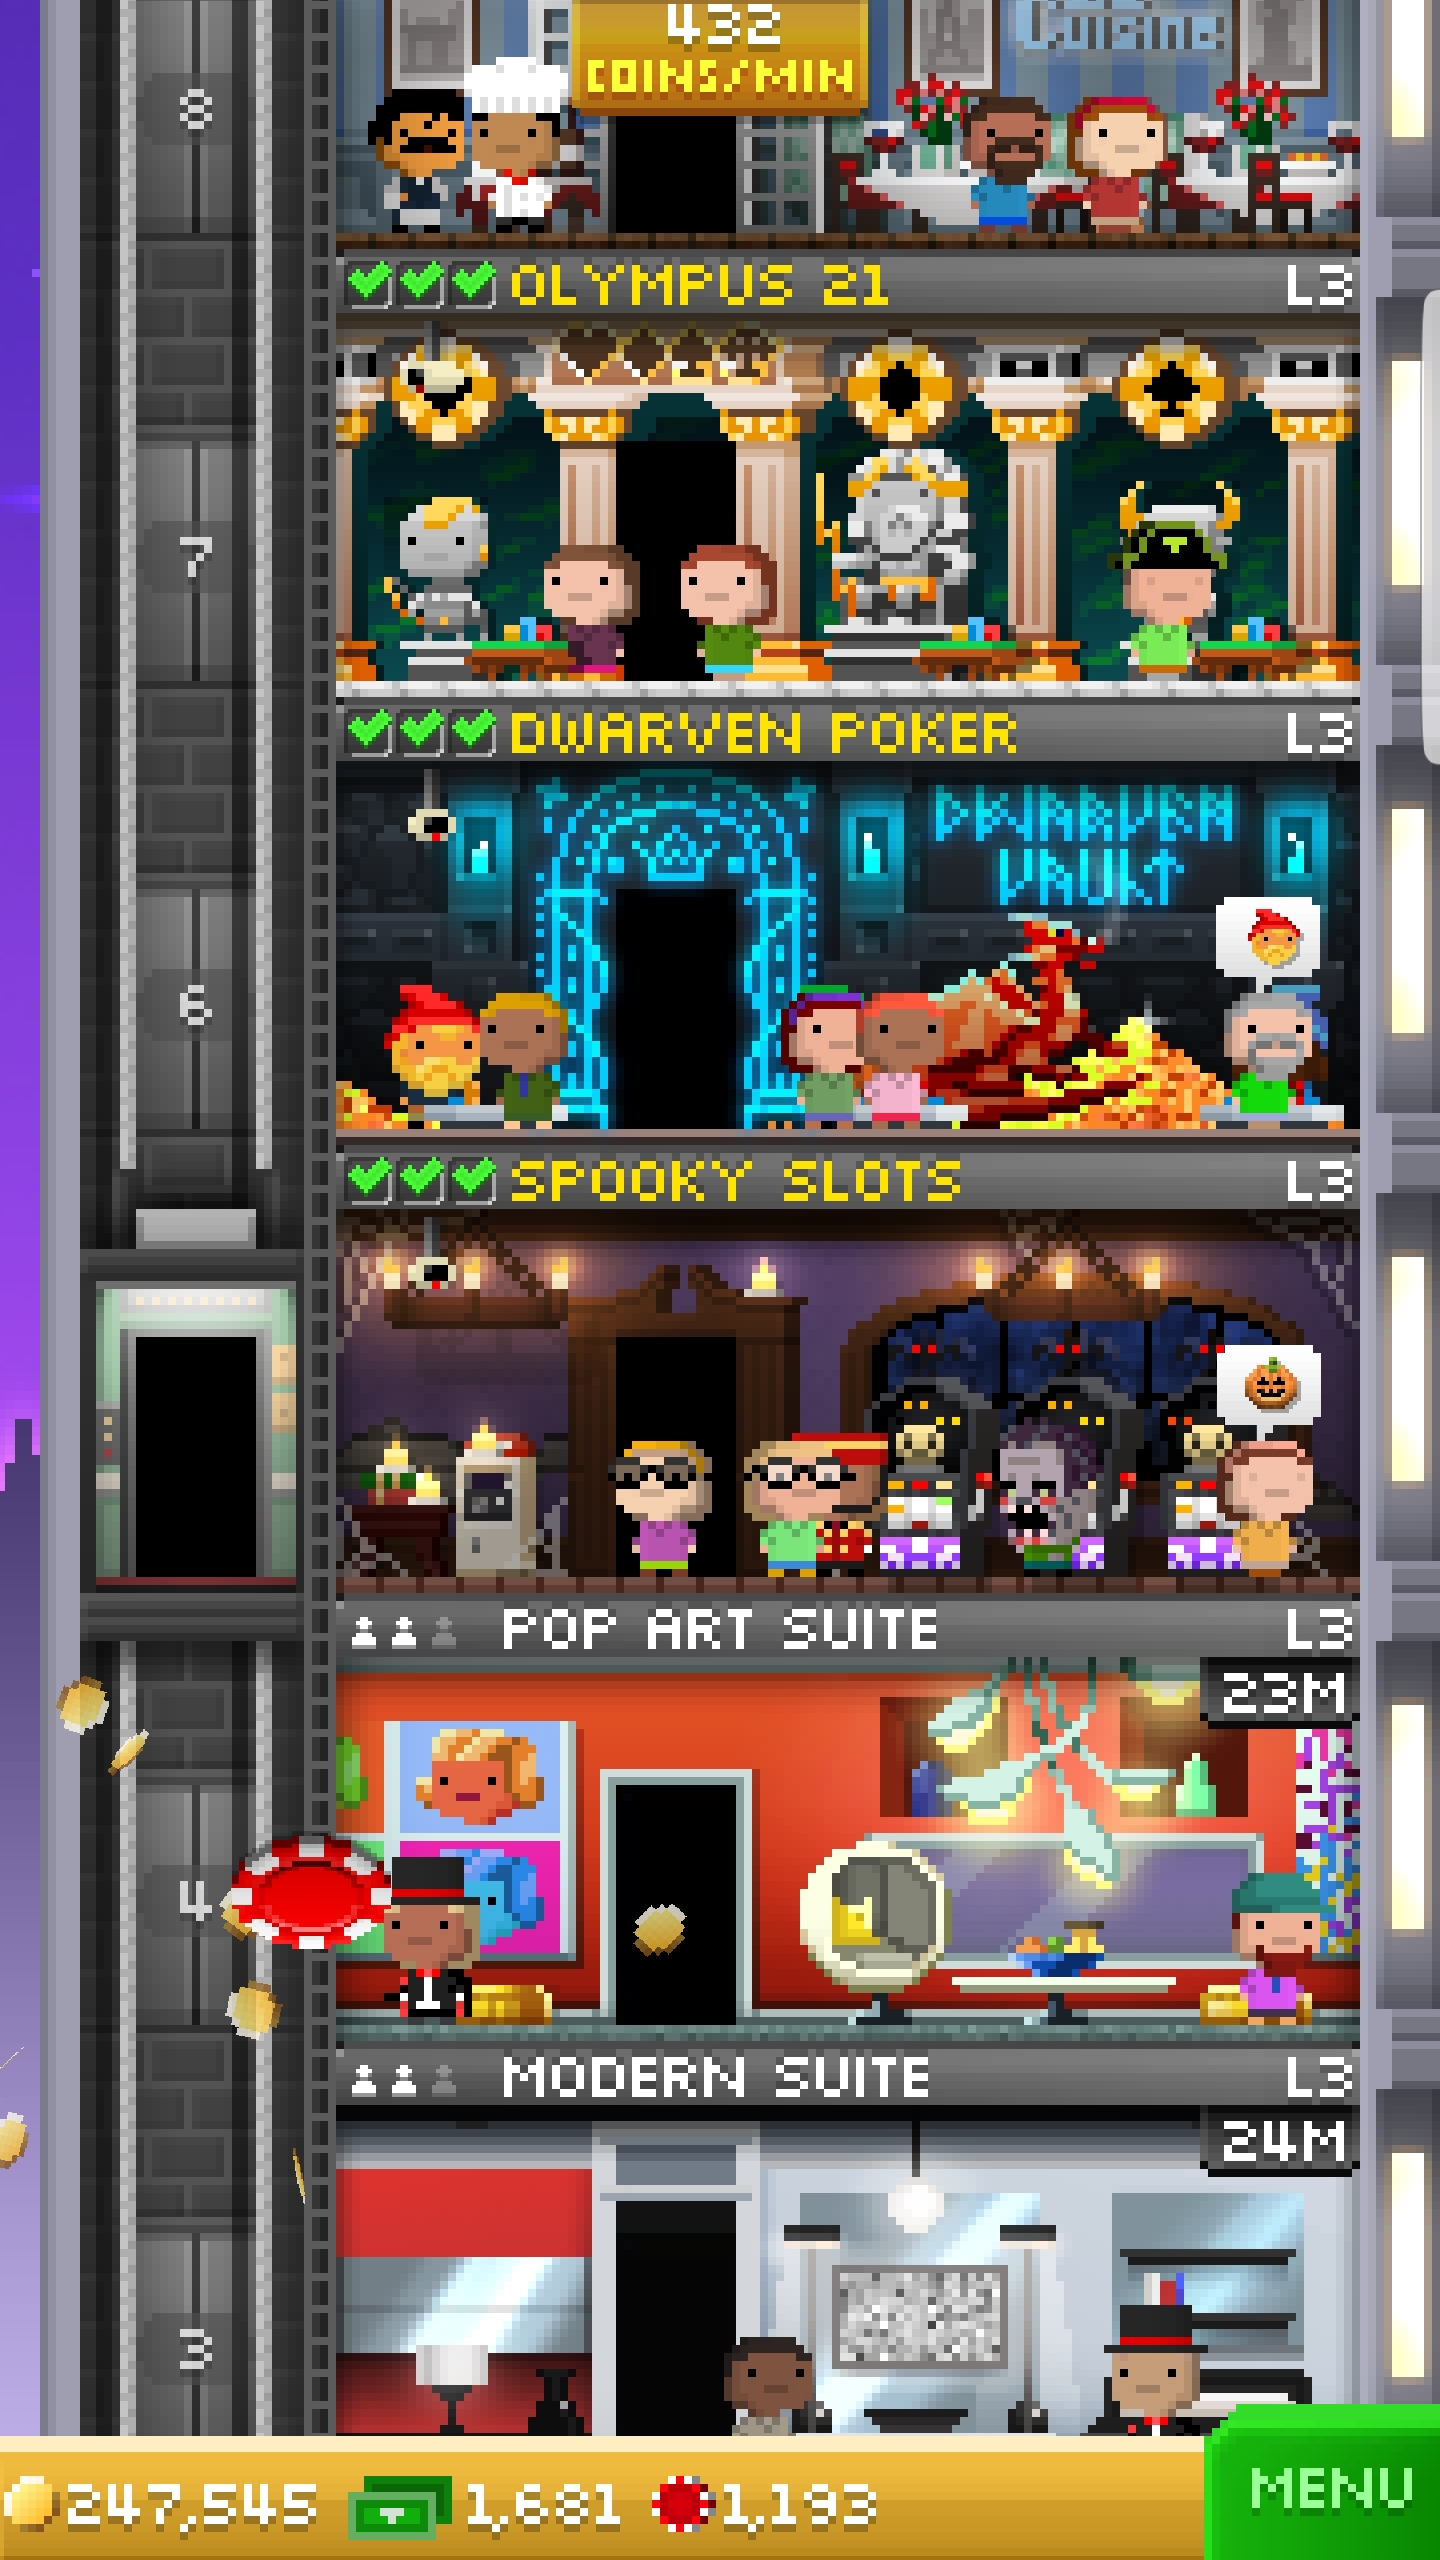 432
COINS/MIN
Cuisine
8
OLYMPUS 21 L3
7
DWARVEN POKER L3
DWARVEN
VAULT
6
SPOOKY SLOTS L3
POP ART SUITE L3
23M
4
MODERN SUITE L3
24M
3
247,545 1,681 1,193
MENU